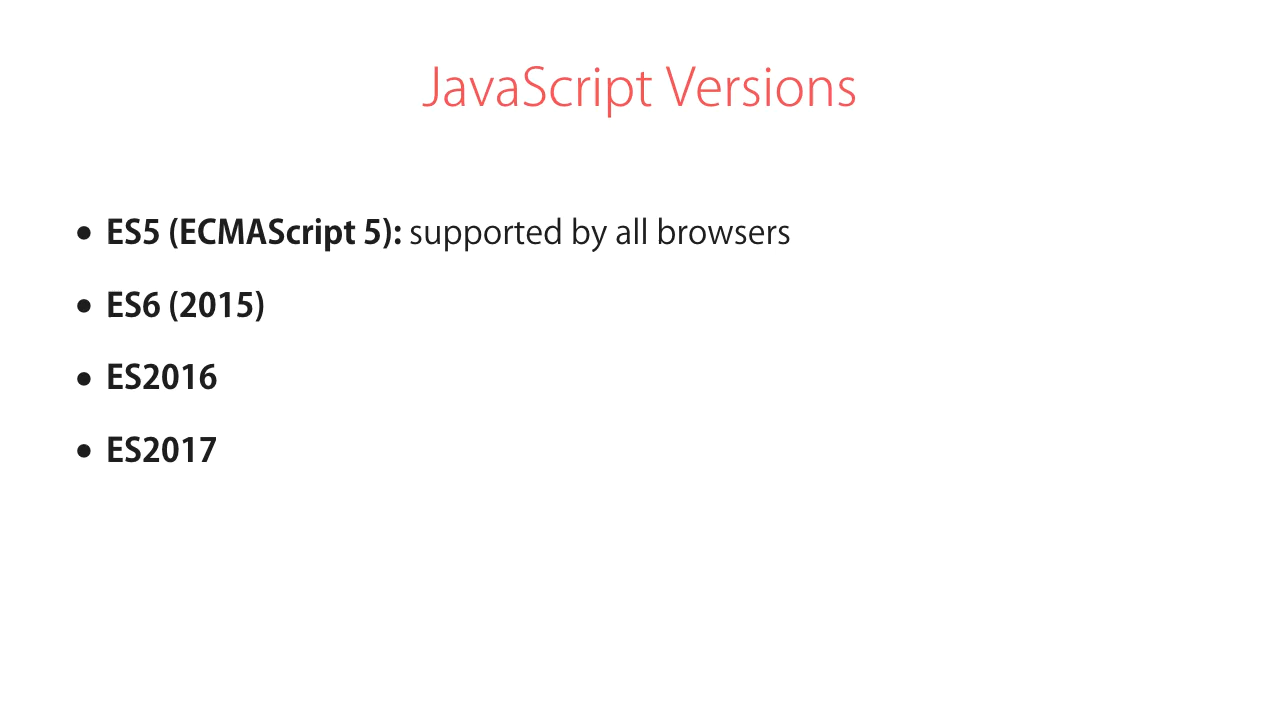 JavaScript Versions
• ES5 (ECMAScript 5): supported by all browsers
• ES6 (2015)
• ES2016
• ES2017